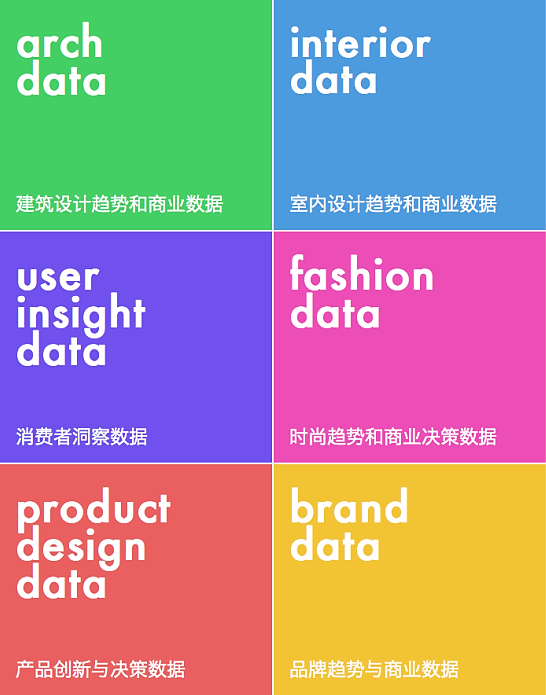 arch
data
建筑设计趋势和商业数据
interior
data
室内设计趋势和商业数据
user
insight
data
消费者洞察数据
fashion
data
时尚趋势和商业决策数据
product
design
data
产品创新与决策数据
brand
data
品牌趋势与商业数据